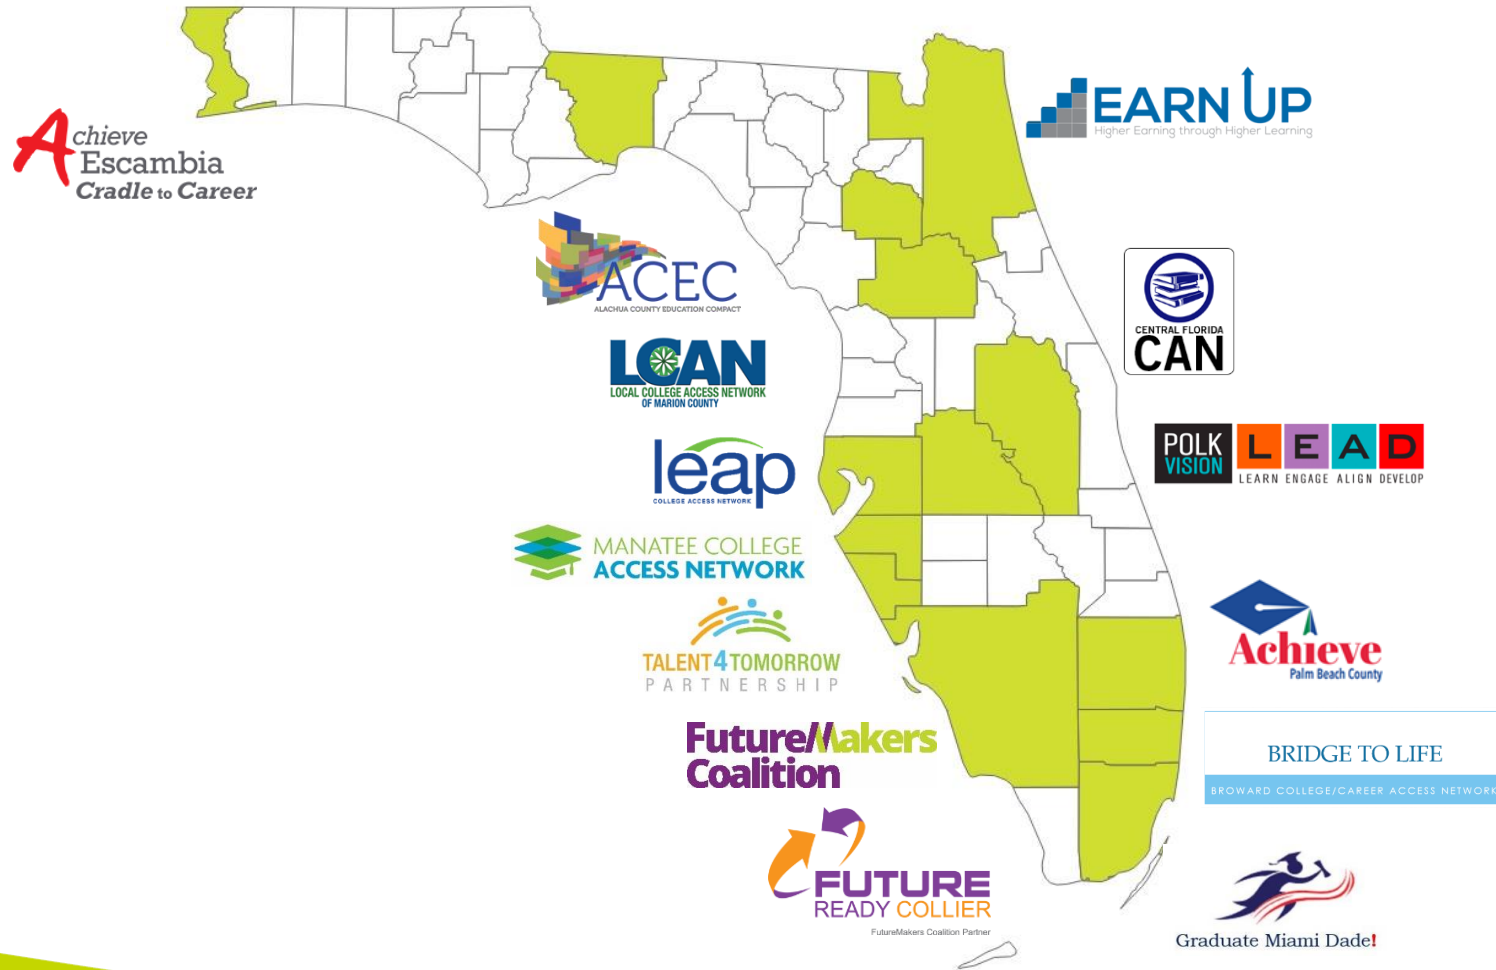 Achieve
Escambia
Cradle to Career
EARN UP
Higher Earning through Higher Learning
ACEC
ALACHUA COUNTY EDUCATION COMPACT
CENTRAL FLORIDA
CAN
LCAN
LOCAL COLLEGE ACCESS NETWORK
OF MARION COUNTY
POLK
VISION
LEAD
LEARN ENGAGE ALIGN DEVELOP
leap
COLLEGE ACCESS NETWORK
MANATEE COLLEGE
ACCESS NETWORK
TALENT4TOMORROW
PARTNERSHIP
Achieve
Palm Beach County
FutureMakers
Coalition
BRIDGE TO LIFE
BROWARD COLLEGE/CAREER ACCESS NETWORK
FUTURE
READY COLLIER
FutureMakers Coalition Partner
Graduate Miami Dade!